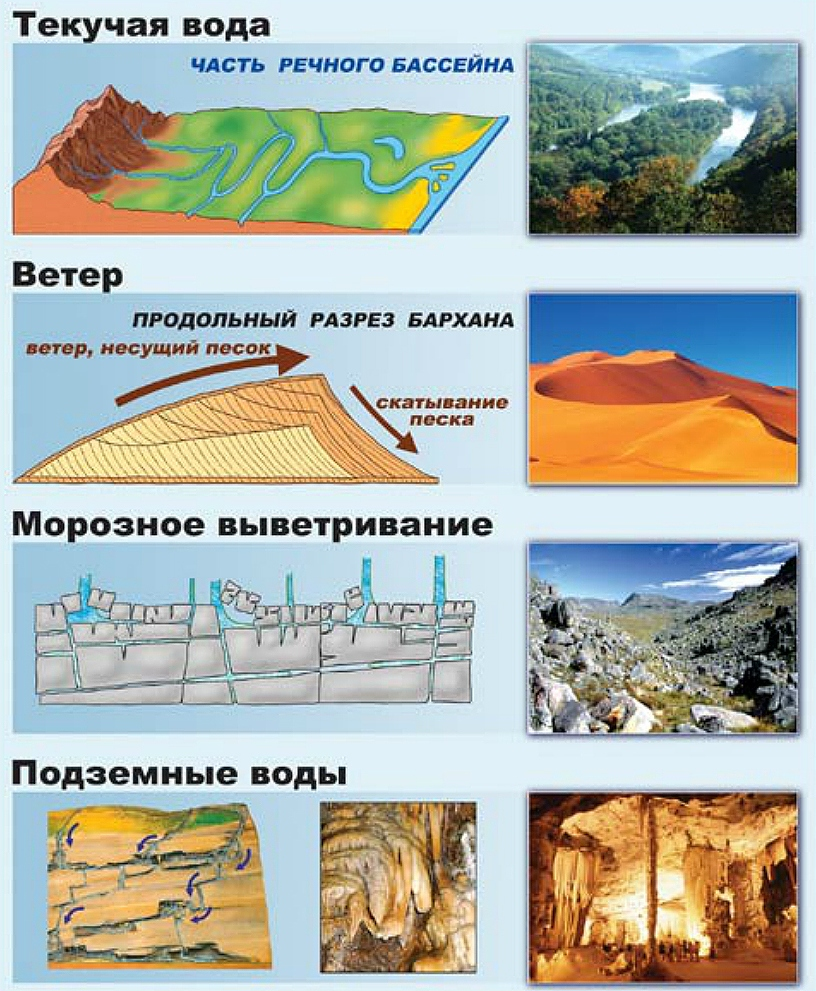 Текучая вода
ЧАСТЬ РЕЧНОГО БАССЕЙНА
Ветер
ПРОДОЛЬНЫЙ РАЗРЕЗ БАРХАНА
ветер, несущий песок
скатывание
песка
Морозное выветривание
Подземные воды